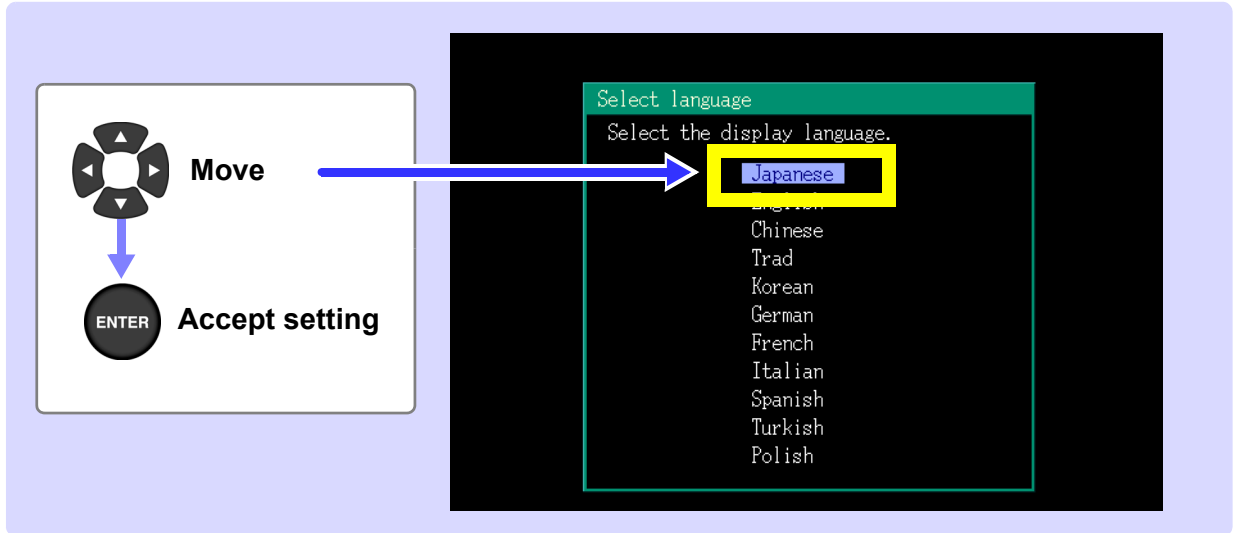 Move
ENTER
Accept setting
Select language
Select the display language.
Japanese
English
Chinese
Trad
Korean
German
French
Italian
Spanish
Turkish
Polish